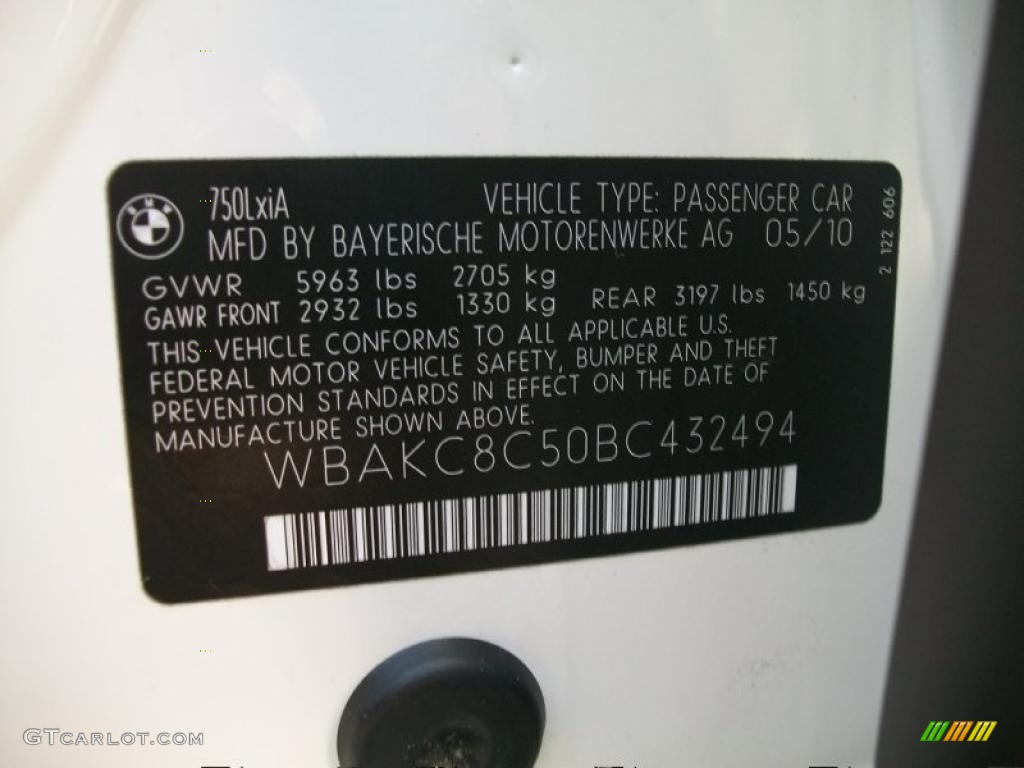 BMW
750LxiA VEHICLE TYPE: PASSENGER CAR
MFD BY BAYERISCHE MOTORENWERKE AG 05/10
GVWR 5963 lbs 2705 kg
GAWR FRONT 2932 lbs 1330 kg REAR 3197 lbs 1450 kg
THIS VEHICLE CONFORMS TO ALL APPLICABLE U.S.
FEDERAL MOTOR VEHICLE SAFETY, BUMPER AND THEFT
PREVENTION STANDARDS IN EFFECT ON THE DATE OF
MANUFACTURE SHOWN ABOVE.
WBAKC8C50BC432494
2 122 606
GTCARLOT.COM